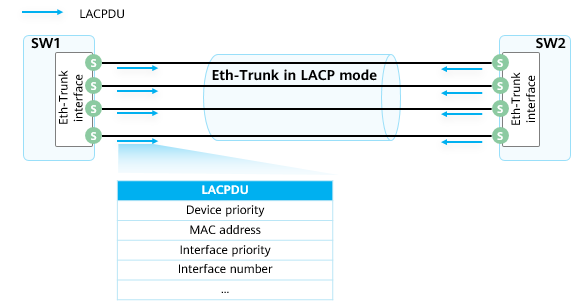 LACPDU
SW1
SW2
Eth-Trunk interface
S
S
S
S
Eth-Trunk in LACP mode
S
S
S
S
Eth-Trunk interface
LACPDU
Device priority
MAC address
Interface priority
Interface number
...